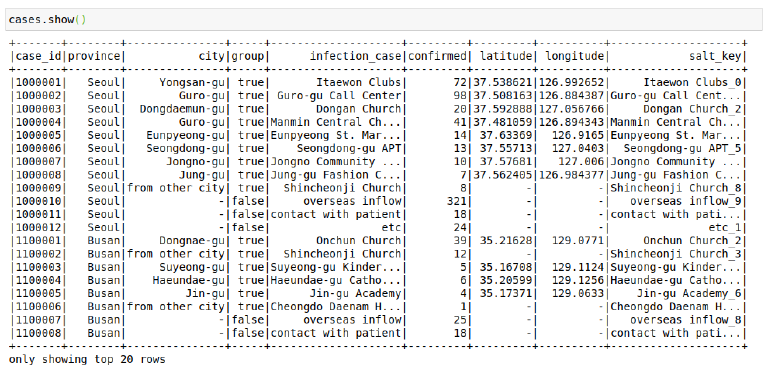 cases.show()
+-------+--------+---------------+-----+--------------------+---------+---------+----------+--------------------+
|case_id|province|           city|group|      infection_case|confirmed| latitude| longitude|            salt_key|
+-------+--------+---------------+-----+--------------------+---------+---------+----------+--------------------+
|1000001|   Seoul|     Yongsan-gu| true|       Itaewon Clubs|       72|37.538621|126.992652|     Itaewon Clubs_0|
|1000002|   Seoul|        Guro-gu| true| Guro-gu Call Center|       98|37.508163|126.884387|Guro-gu Call Cent...|
|1000003|   Seoul|  Dongdaemun-gu| true|       Dongan Church|       20|37.592888|127.056766|     Dongan Church_2|
|1000004|   Seoul|        Guro-gu| true|Manmin Central Ch...|       41|37.481059|126.894343|Manmin Central Ch...|
|1000005|   Seoul|   Eunpyeong-gu| true|Eunpyeong St. Mar...|       14| 37.63369|  126.9165|Eunpyeong St. Mar...|
|1000006|   Seoul|   Seongdong-gu| true|    Seongdong-gu APT|       13| 37.55713|  127.0403|  Seongdong-gu APT_5|
|1000007|   Seoul|      Jongno-gu| true|Jongno Community ...|       10| 37.57681|   127.006|Jongno Community ...|
|1000008|   Seoul|        Jung-gu| true|Jung-gu Fashion C...|        7|37.562405|126.984377|Jung-gu Fashion C...|
|1000009|   Seoul|from other city| true|  Shincheonji Church|        8|        -|         -|Shincheonji Church_8|
|1000010|   Seoul|              -|false|     overseas inflow|      321|        -|         -|   overseas inflow_9|
|1000011|   Seoul|              -|false|contact with patient|       18|        -|         -|contact with pati...|
|1000012|   Seoul|              -|false|                 etc|       24|        -|         -|               etc_1|
|1100001|   Busan|     Dongnae-gu| true|       Onchun Church|       39| 35.21628|  129.0771|     Onchun Church_2|
|1100002|   Busan|from other city| true|  Shincheonji Church|       12|        -|         -|Shincheonji Church_3|
|1100003|   Busan|     Suyeong-gu| true|Suyeong-gu Kinder...|        5| 35.16708|  129.1124|Suyeong-gu Kinder...|
|1100004|   Busan|    Haeundae-gu| true|Haeundae-gu Catho...|        6| 35.20599|  129.1256|Haeundae-gu Catho...|
|1100005|   Busan|         Jin-gu| true|      Jin-gu Academy|        4| 35.17371|  129.0633|    Jin-gu Academy_6|
|1100006|   Busan|from other city| true|Cheongdo Daenam H...|        1|        -|         -|Cheongdo Daenam H...|
|1100007|   Busan|              -|false|     overseas inflow|       25|        -|         -|   overseas inflow_8|
|1100008|   Busan|              -|false|contact with patient|       18|        -|         -|contact with pati...|
+-------+--------+---------------+-----+--------------------+---------+---------+----------+--------------------+
only showing top 20 rows